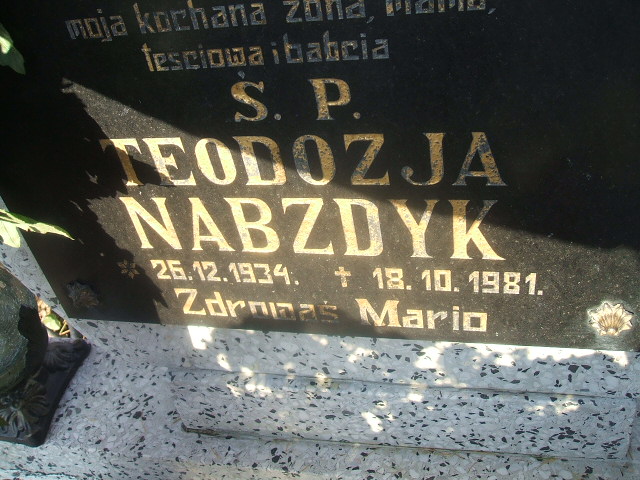 moja kochana żona, mama,
teściowa i babcia
Ś. P.
TEODOZJA
NABZDYK
26.12.1934. ✝ 18.10.1981.
Zdrowaś Mario